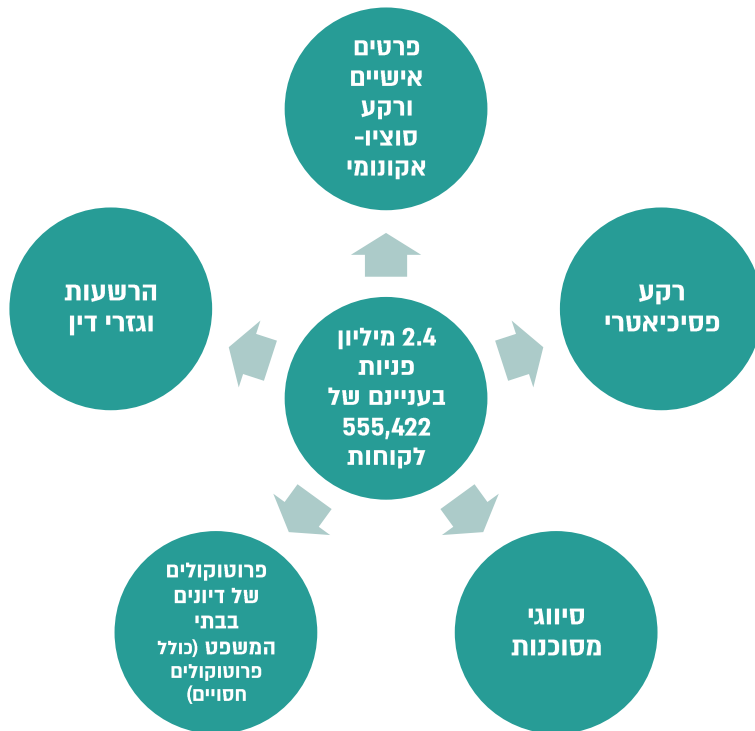 פרטים
אישיים
ורקע
סוציו-
אקונומי
רקע
פסיכיאטרי
סיווגי
מסוכנות
פרוטוקולים
של דיונים
בבתי
המשפט (כולל
פרוטוקולים
חסויים)
הרשעות
וגזרי דין
2.4 מיליון
פניות
בעניינם של
555,422
לקוחות